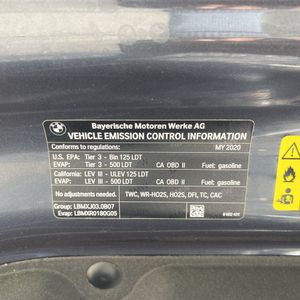 BMW
Bayerische Motoren Werke AG
VEHICLE EMISSION CONTROL INFORMATION
Conforms to regulations: MY 2020
U.S. EPA: Tier 3 - Bin 125 LDT
Tier 3 - 500 LDT CA OBD II Fuel: gasoline
California: LEV III - ULEV 125 LDT
LEV III - 500 LDT CA OBD II Fuel: gasoline
No adjustments needed. TWC, WR-HO2S, HO2S, DFI, TC, CAC
Group: LBMXJ03.0B07
Evap: LBMXR0180G05